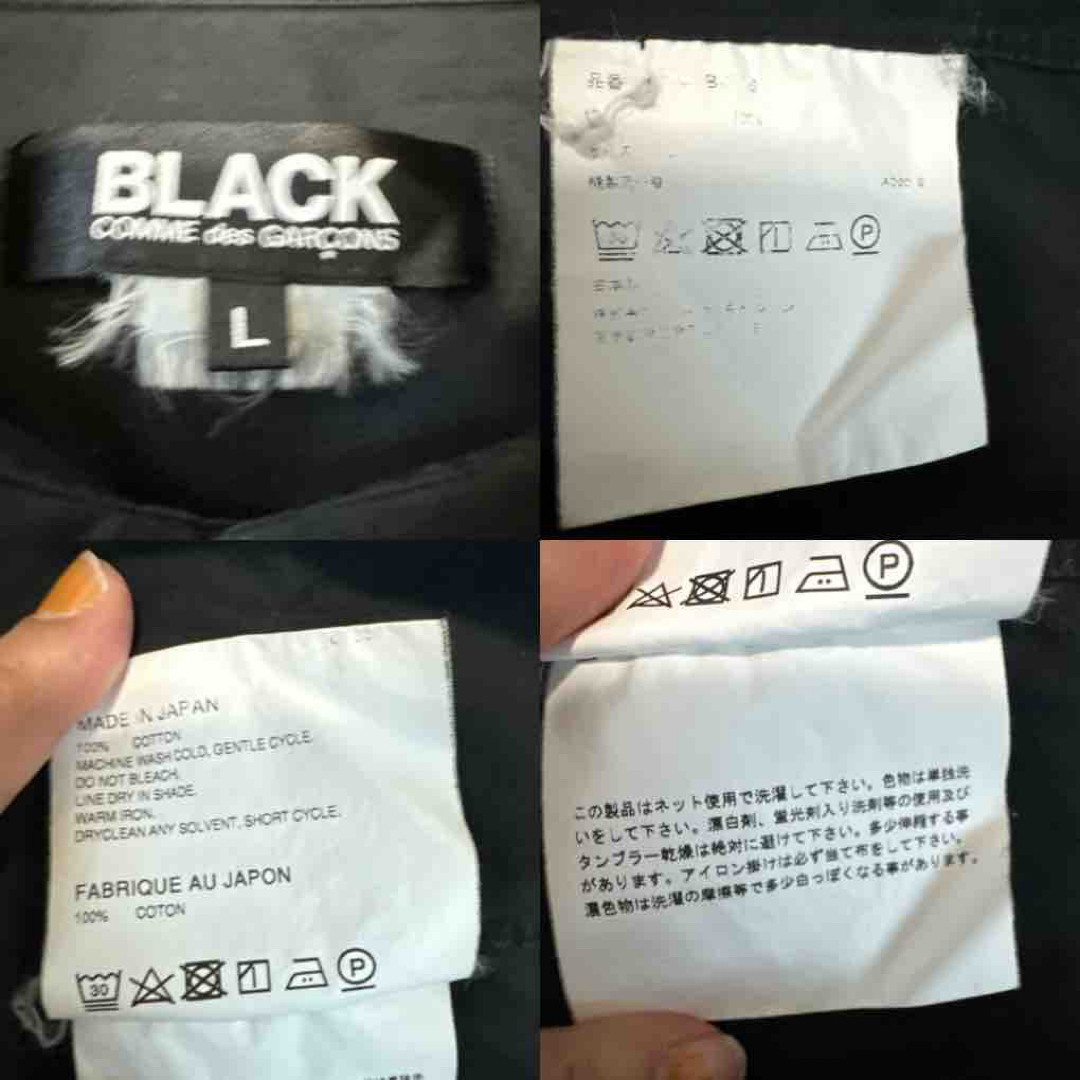 BLACK
COMME des GARÇONS
L
品番
P
MADE IN JAPAN
100% COTTON
MACHINE WASH COLD, GENTLE CYCLE.
DO NOT BLEACH.
LINE DRY IN SHADE.
WARM IRON.
DRYCLEAN ANY SOLVENT, SHORT CYCLE.
FABRIQUE AU JAPON
100% COTON
30 P
P
この製品はネット使用で洗濯して下さい。色物は単独洗
いをして下さい。漂白剤、蛍光剤入り洗剤等の使用及び
タンブラー乾燥は絶対に避けて下さい。多少伸縮する事
があります。アイロン掛けは必ず当て布をして下さい。
濃色物は洗濯の摩擦等で多少白っぽくなる事があります。